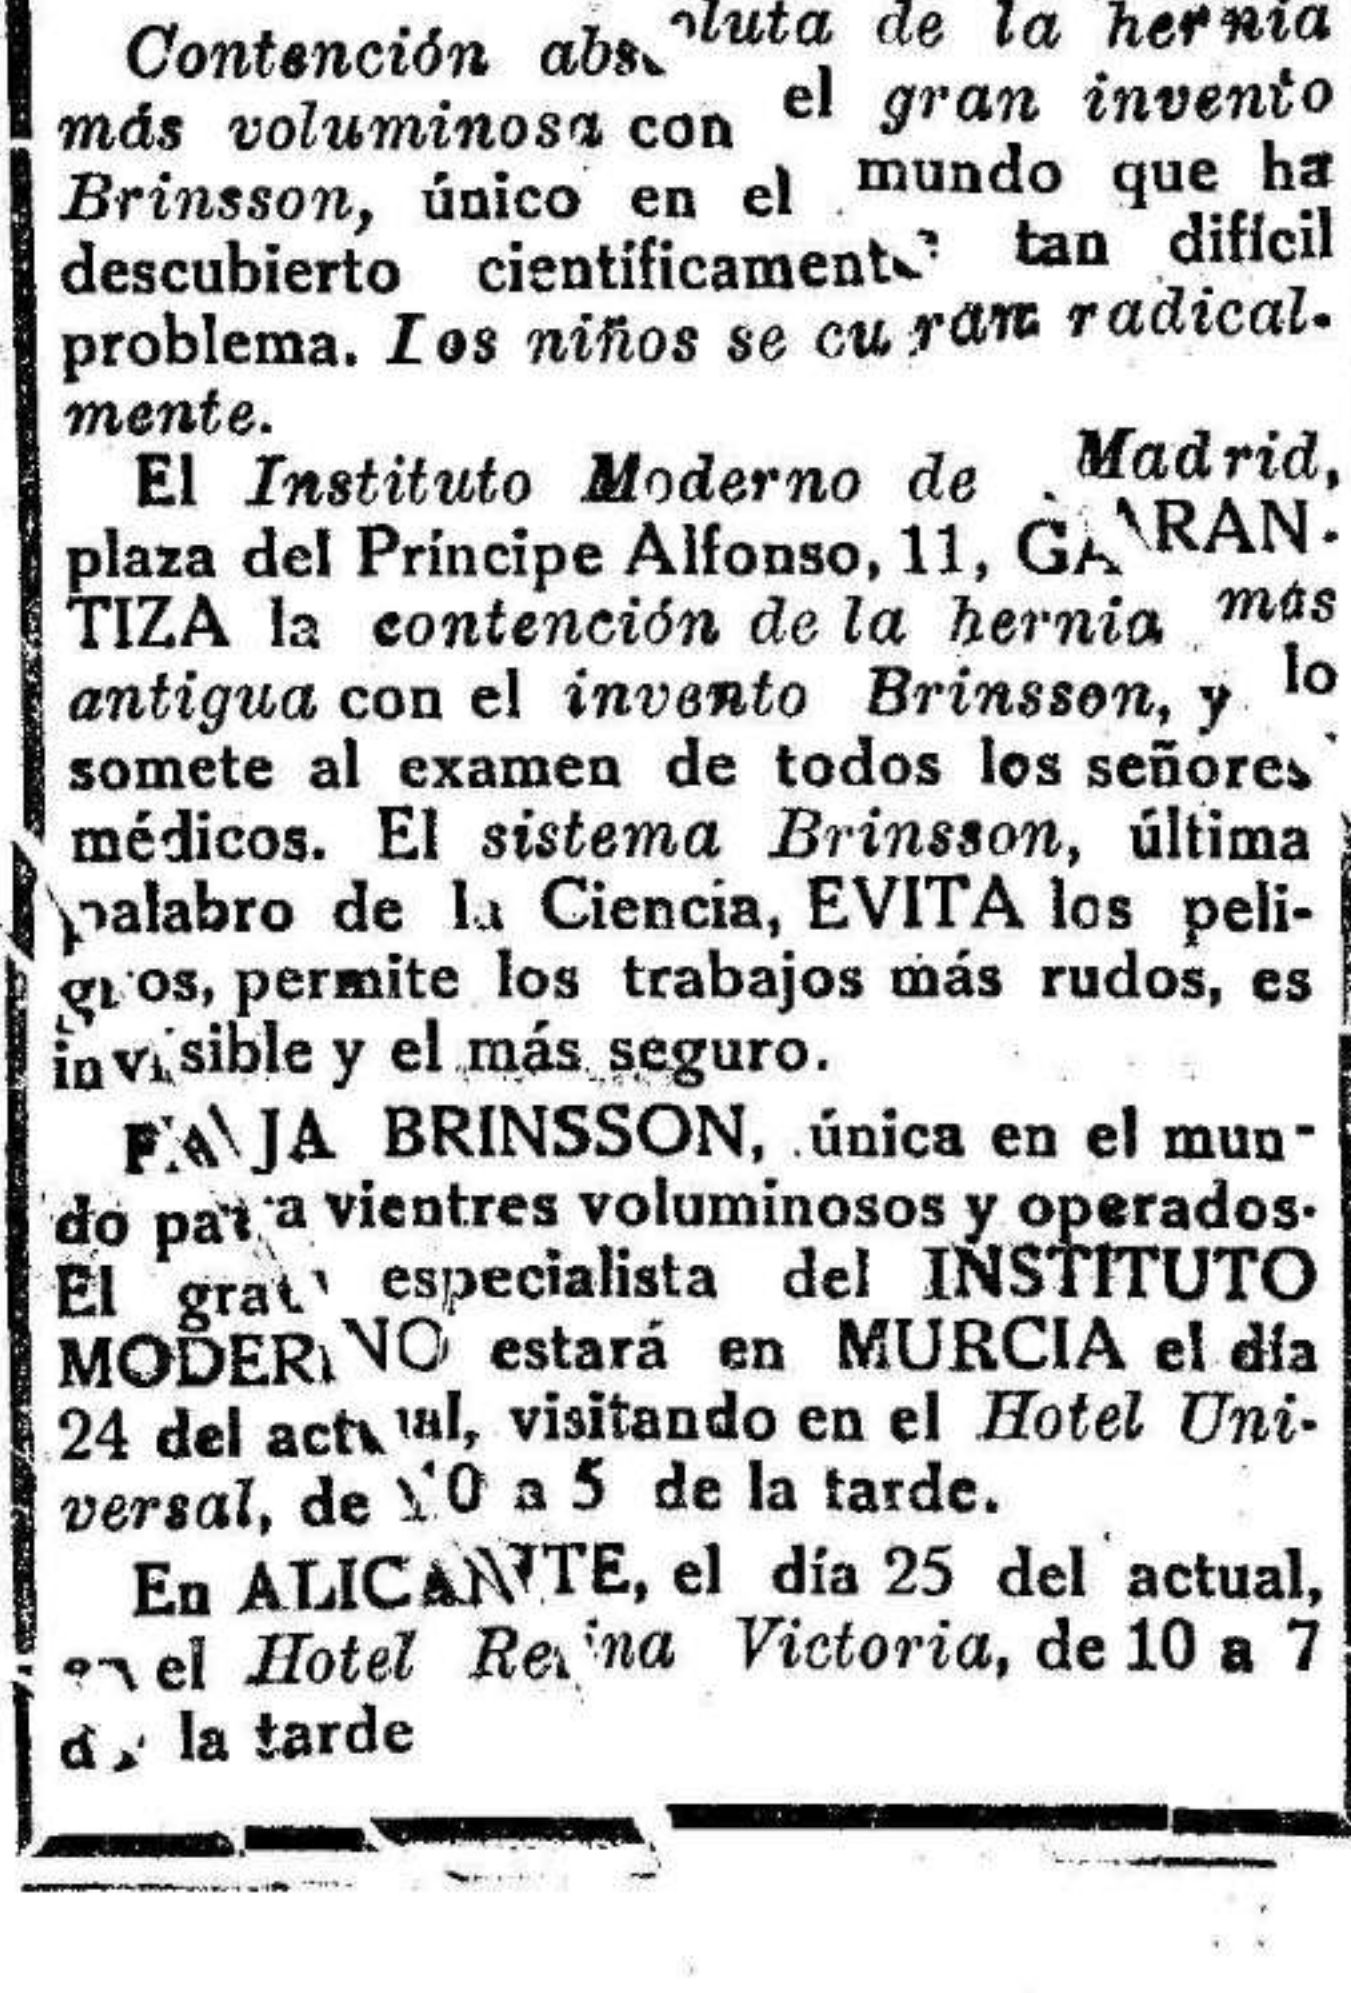 Contención absoluta de la hernia
más voluminosa con el gran invento
Brinsson, único en el mundo que ha
descubierto científicamente tan difícil
problema. Los niños se curan radical-
mente.
El Instituto Moderno de Madrid,
plaza del Príncipe Alfonso, 11, GARAN-
TIZA la contención de la hernia más
antigua con el invento Brinsson, y lo
somete al examen de todos los señores
médicos. El sistema Brinsson, última
palabro de la Ciencia, EVITA los peli-
gros, permite los trabajos más rudos, es
invisible y el más seguro.
FAJA BRINSSON, única en el mun-
do para vientres voluminosos y operados.
El gran especialista del INSTITUTO
MODERNO estará en MURCIA el día
24 del actual, visitando en el Hotel Uni-
versal, de 10 a 5 de la tarde.
En ALICANTE, el día 25 del actual,
en el Hotel Reina Victoria, de 10 a 7
de la tarde